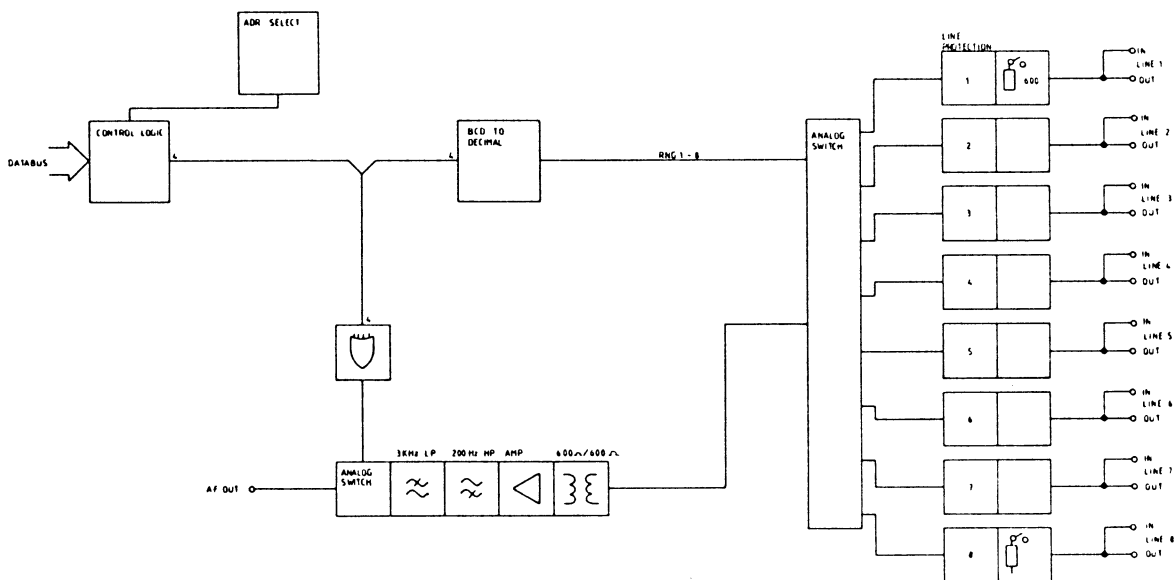 ADR SELECT
CONTROL LOGIC
DATABUS
4
4
BCD TO
DECIMAL
RNG 1 - 8
ANALOG
SWITCH
4
ANALOG
SWITCH
3KHz LP
200Hz HP
AMP
600Ω/600Ω
AF OUT
LINE
PROTECTION
1
600
IN
LINE 1
OUT
2
IN
LINE 2
OUT
3
IN
LINE 3
OUT
4
IN
LINE 4
OUT
5
IN
LINE 5
OUT
6
IN
LINE 6
OUT
7
IN
LINE 7
OUT
8
IN
LINE 8
OUT